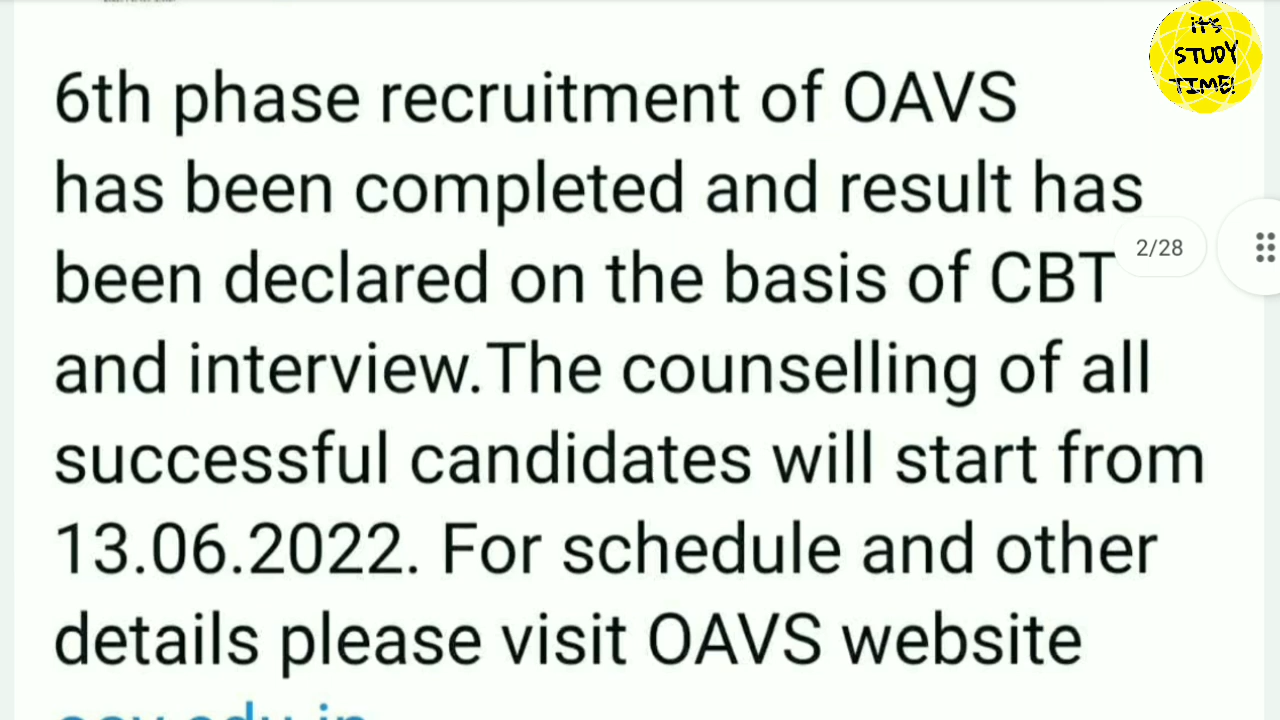 iT'S
STUDY
TIME!
6th phase recruitment of OAVS
has been completed and result has
2/28
been declared on the basis of CBT
and interview.The counselling of all
successful candidates will start from
13.06.2022. For schedule and other
details please visit OAVS website